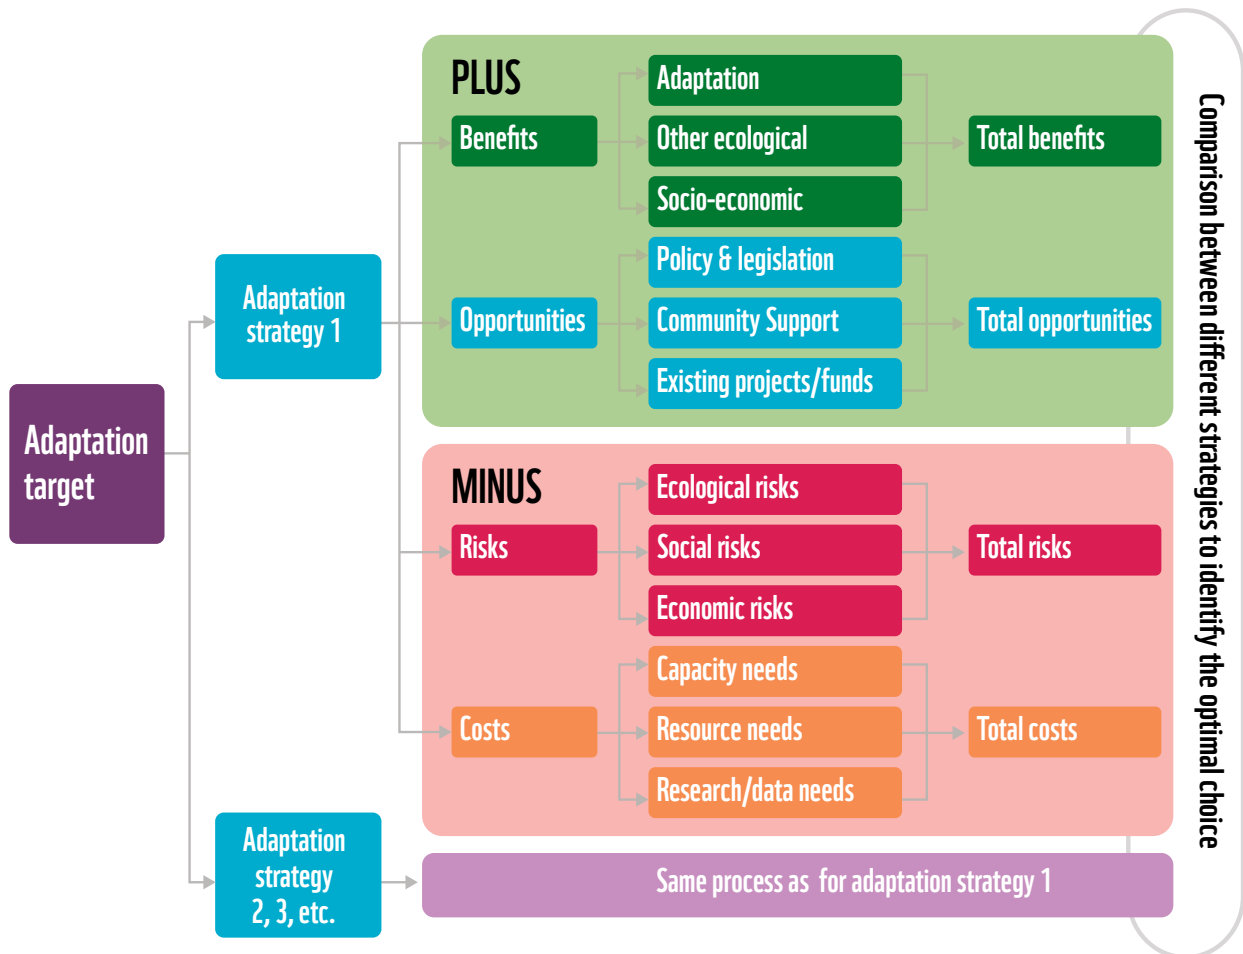 PLUS
Benefits
Adaptation
Other ecological
Socio-economic
Total benefits
Opportunities
Policy & legislation
Community Support
Existing projects/funds
Total opportunities
Adaptation
strategy 1
Adaptation
target
MINUS
Risks
Ecological risks
Social risks
Economic risks
Total risks
Costs
Capacity needs
Resource needs
Research/data needs
Total costs
Adaptation
strategy
2, 3, etc.
Same process as for adaptation strategy 1
Comparison between different strategies to identify the optimal choice